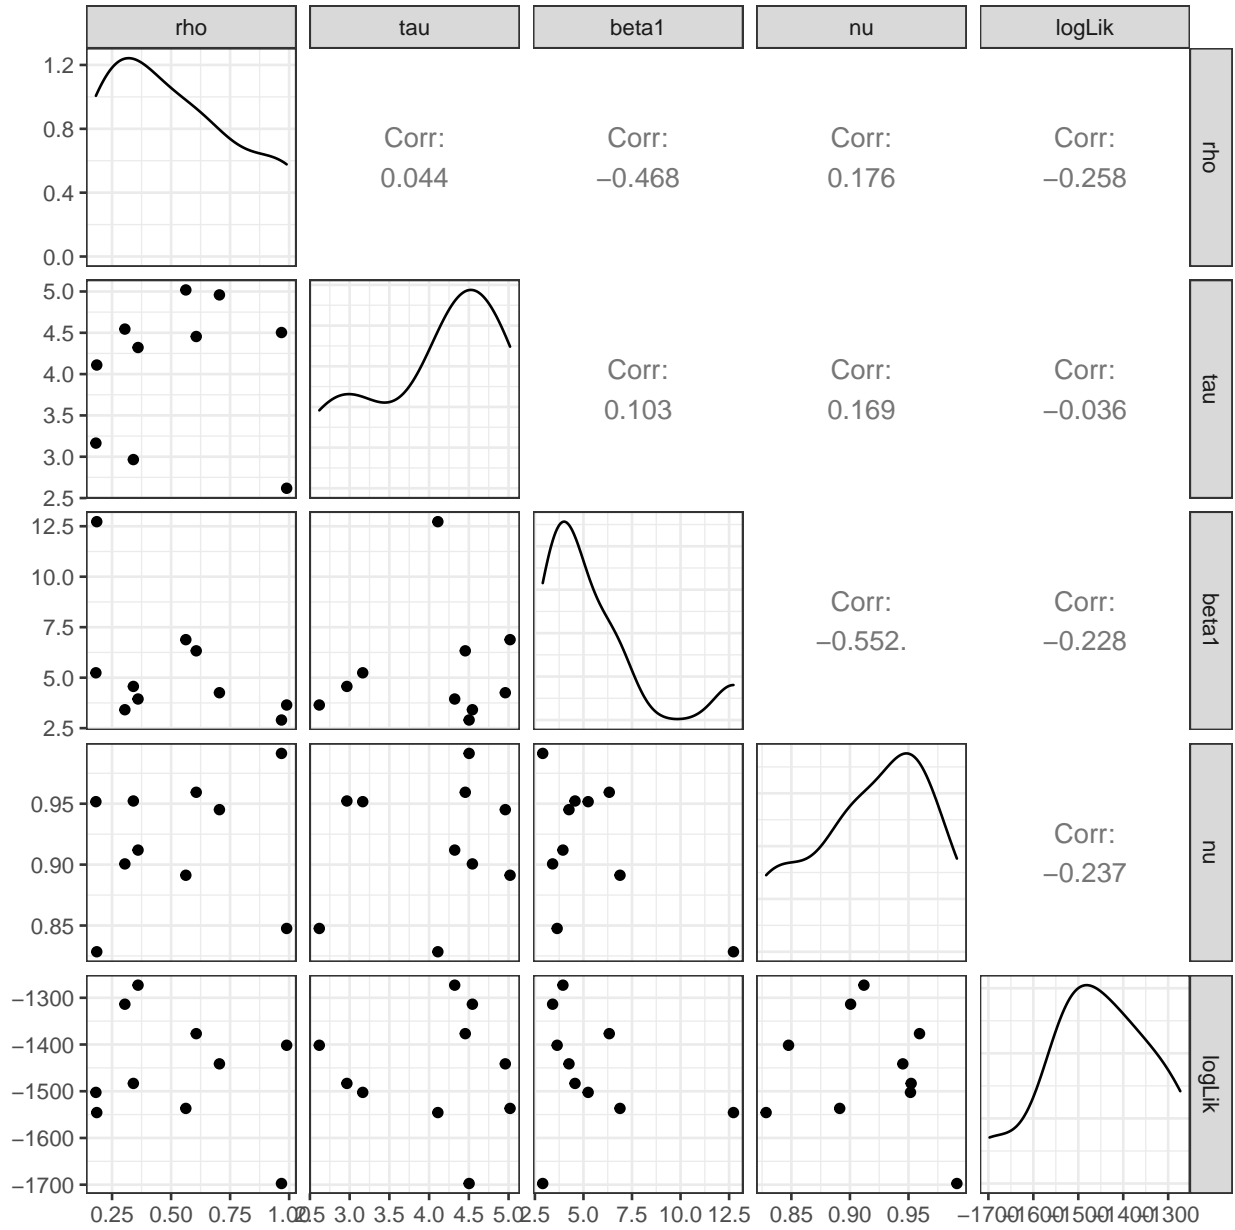 rho tau beta1 nu logLik
1.2
0.8
0.4
0.0
Corr:
0.044
Corr:
−0.468
Corr:
0.176
Corr:
−0.258
rho
5.0
4.5
4.0
3.5
3.0
2.5
Corr:
0.103
Corr:
0.169
Corr:
−0.036
tau
12.5
10.0
7.5
5.0
2.5
Corr:
−0.552.
Corr:
−0.228
beta1
0.95
0.90
0.85
Corr:
−0.237
nu
−1300
−1400
−1500
−1600
−1700
logLik
0.25 0.50 0.75 1.00
2.5 3.0 3.5 4.0 4.5 5.0
2.5 5.0 7.5 10.0 12.5
0.85 0.90 0.95
−1700 −1600 −1500 −1400 −1300